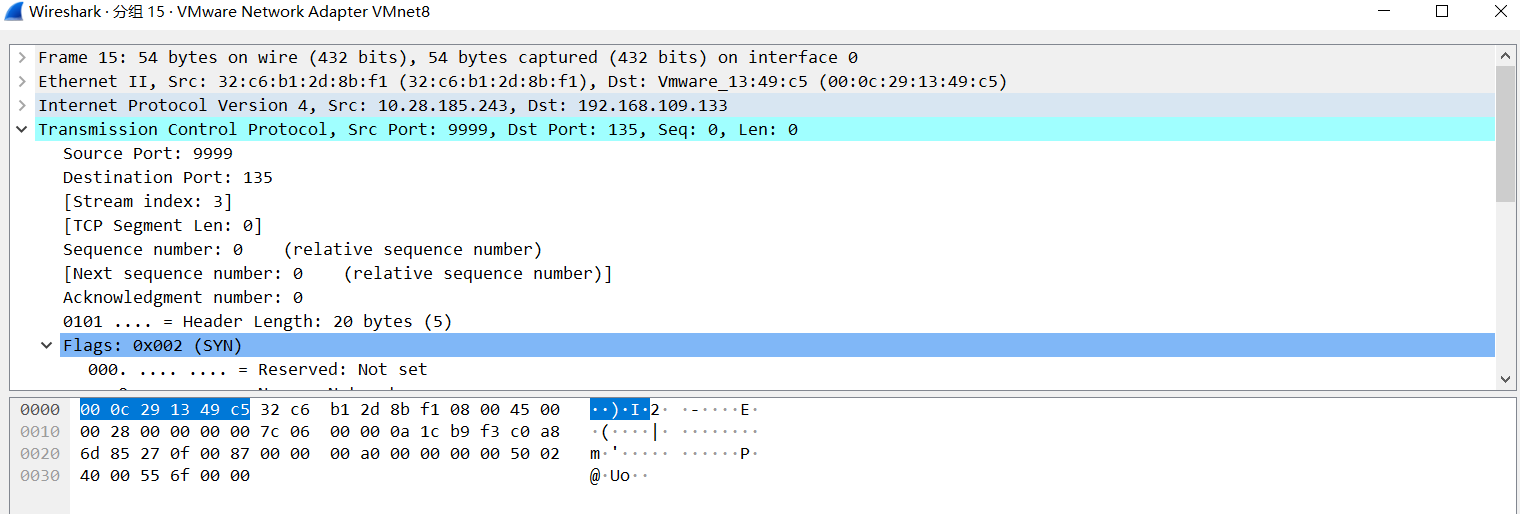 Wireshark · 分组 15 · VMware Network Adapter VMnet8
Frame 15: 54 bytes on wire (432 bits), 54 bytes captured (432 bits) on interface 0
Ethernet II, Src: 32:c6:b1:2d:8b:f1 (32:c6:b1:2d:8b:f1), Dst: Vmware_13:49:c5 (00:0c:29:13:49:c5)
Internet Protocol Version 4, Src: 10.28.185.243, Dst: 192.168.109.133
Transmission Control Protocol, Src Port: 9999, Dst Port: 135, Seq: 0, Len: 0
Source Port: 9999
Destination Port: 135
[Stream index: 3]
[TCP Segment Len: 0]
Sequence number: 0    (relative sequence number)
[Next sequence number: 0    (relative sequence number)]
Acknowledgment number: 0
0101 .... = Header Length: 20 bytes (5)
Flags: 0x002 (SYN)
000. .... .... = Reserved: Not set
0000  00 0c 29 13 49 c5 32 c6  b1 2d 8b f1 08 00 45 00  ··)·I·2· ·-····E·
0010  00 28 00 00 00 00 7c 06  00 00 0a 1c b9 f3 c0 a8  ·(····|· ········
0020  6d 85 27 0f 00 87 00 00  00 a0 00 00 00 00 50 02  m·'····· ······P·
0030  40 00 55 6f 00 00  @·Uo··